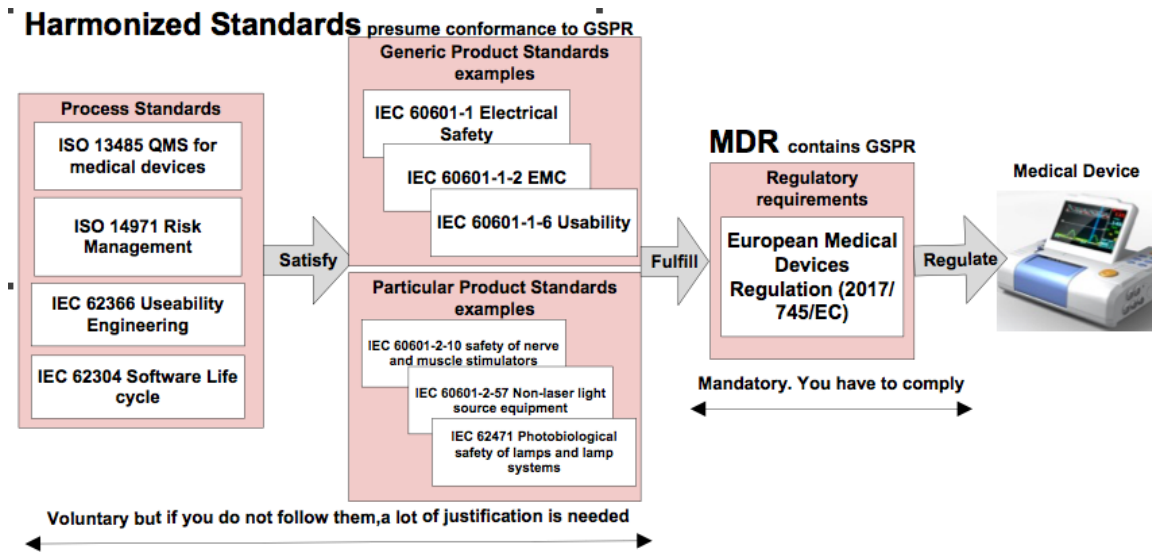 Harmonized Standards presume conformance to GSPR
Process Standards
ISO 13485 QMS for
medical devices
ISO 14971 Risk
Management
IEC 62366 Useability
Engineering
IEC 62304 Software Life
cycle
Satisfy
Generic Product Standards
examples
IEC 60601-1 Electrical
Safety
IEC 60601-1-2 EMC
IEC 60601-1-6 Usability
Particular Product Standards
examples
IEC 60601-2-10 safety of nerve
and muscle stimulators
IEC 60601-2-57 Non-laser light
source equipment
IEC 62471 Photobiological
safety of lamps and lamp
systems
Fulfill
MDR contains GSPR
Regulatory
requirements
European Medical
Devices
Regulation (2017/
745/EC)
Regulate
Medical Device
Mandatory. You have to comply
Voluntary but if you do not follow them,a lot of justification is needed